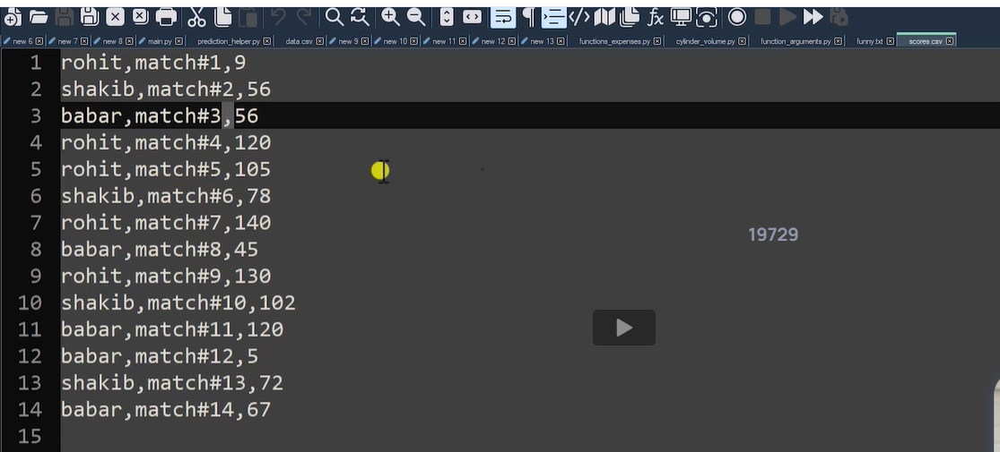 new 6 new 7 new 8 main.py prediction_helper.py data.csv new 9 new 10 new 11 new 12 new 13 functions_expenses.py cylinder_volume.py function_arguments.py funny.txt scores.csv
1 rohit,match#1,9
2 shakib,match#2,56
3 babar,match#3,56
4 rohit,match#4,120
5 rohit,match#5,105
6 shakib,match#6,78
7 rohit,match#7,140
8 babar,match#8,45
9 rohit,match#9,130
10 shakib,match#10,102
11 babar,match#11,120
12 babar,match#12,5
13 shakib,match#13,72
14 babar,match#14,67
15
19729